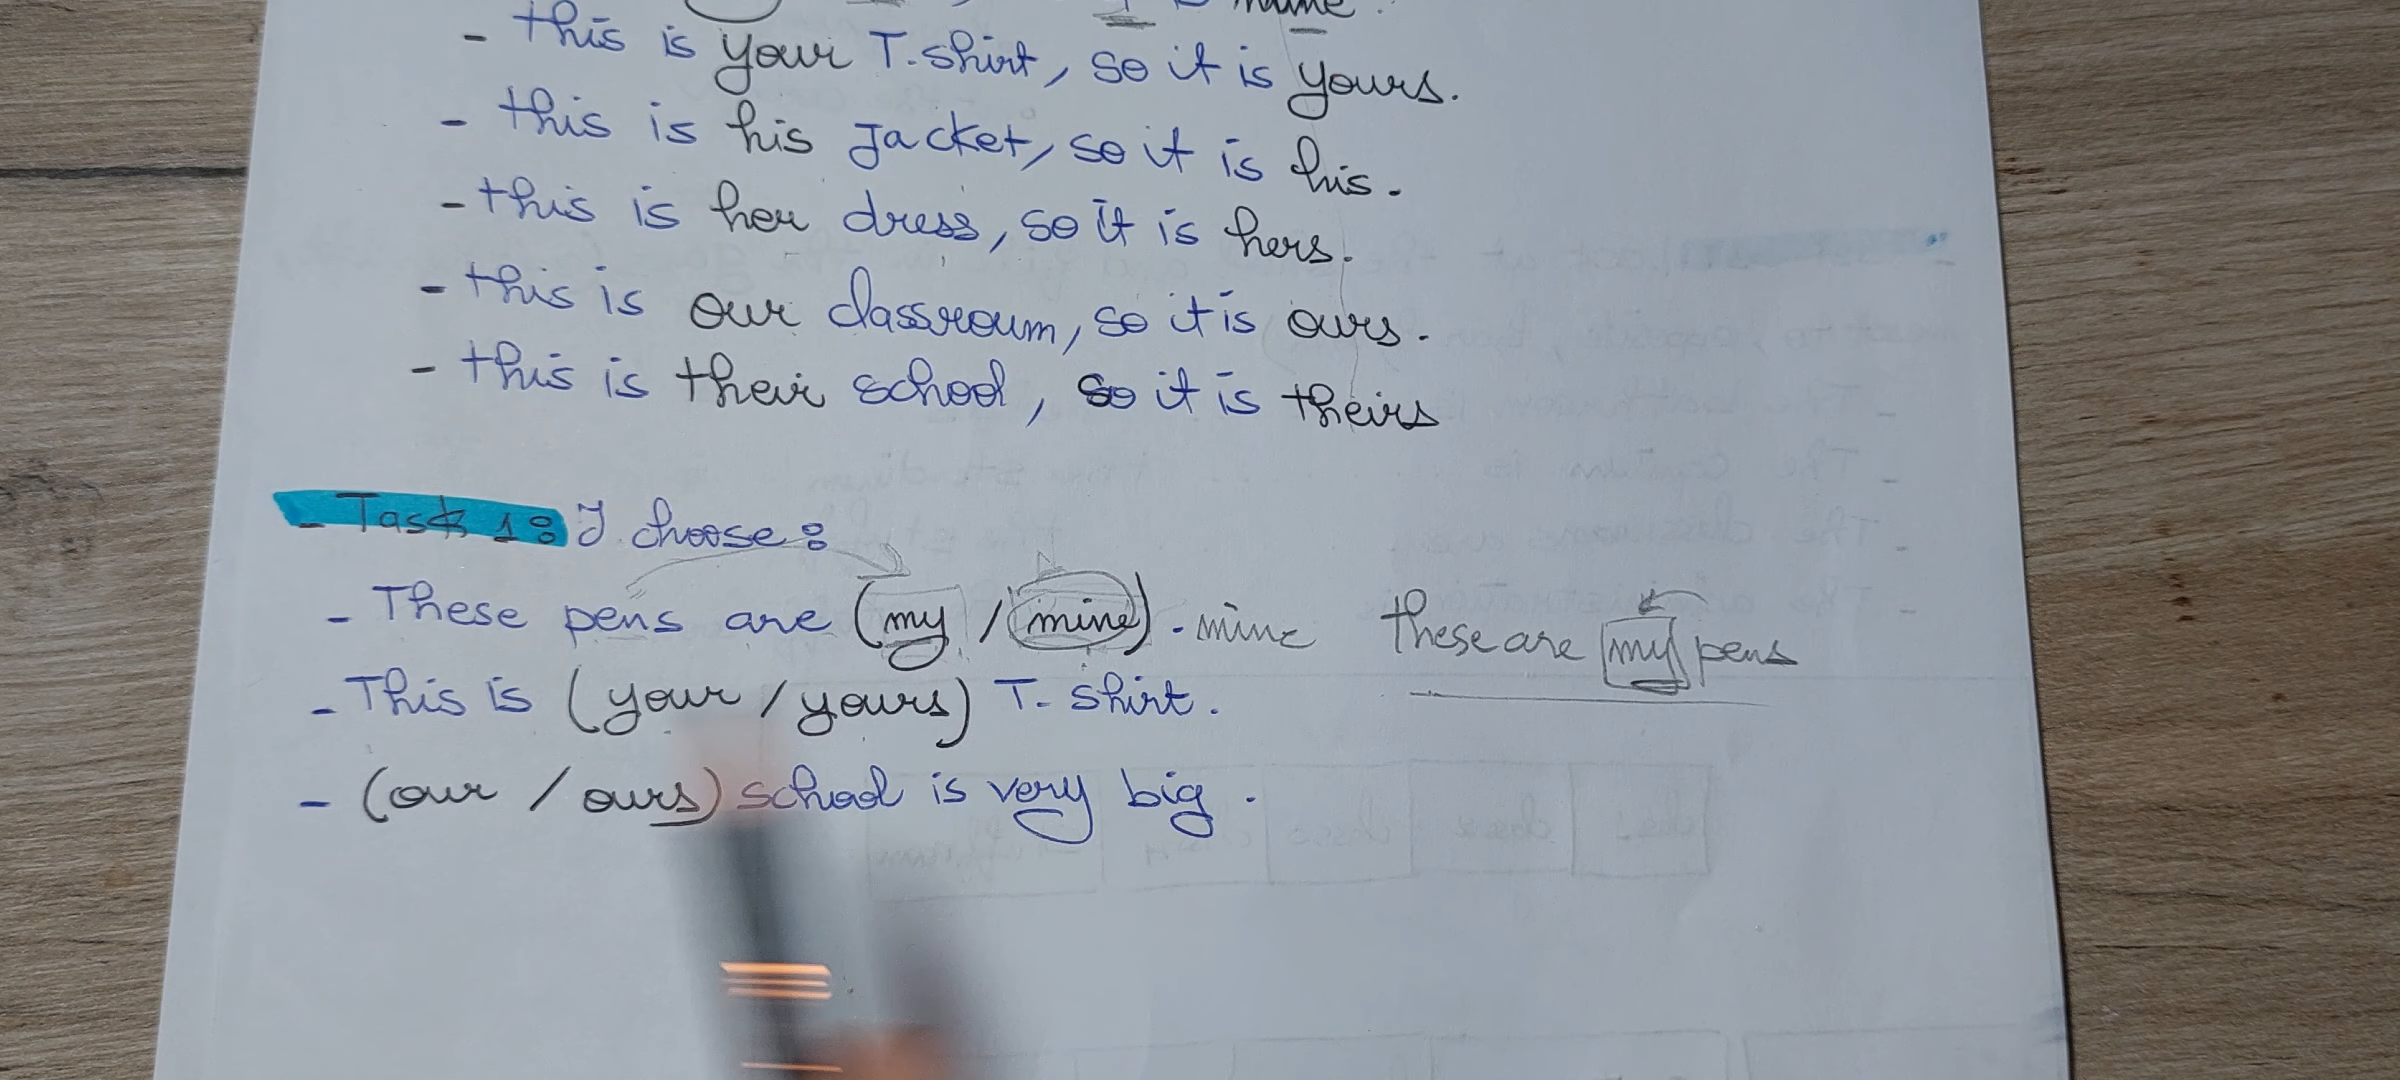 - this is your T.shirt, so it is yours.
- this is his Jacket, so it is his.
- this is her dress, so it is hers.
- this is our classroum, so it is ours.
- this is their school, so it is theirs
- Task 1: I choose:
- These pens are (my / mine). mine these are my pens
- This is (your / yours) T- shirt.
- (our / ours) school is very big.